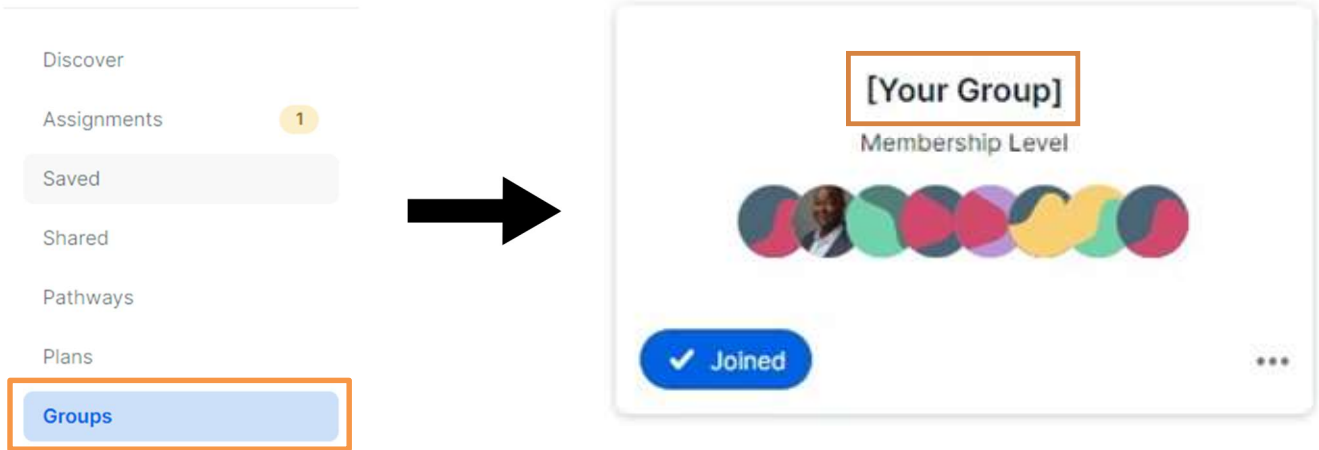 Discover
Assignments 1
Saved
Shared
Pathways
Plans
Groups
[Your Group]
Membership Level
Joined